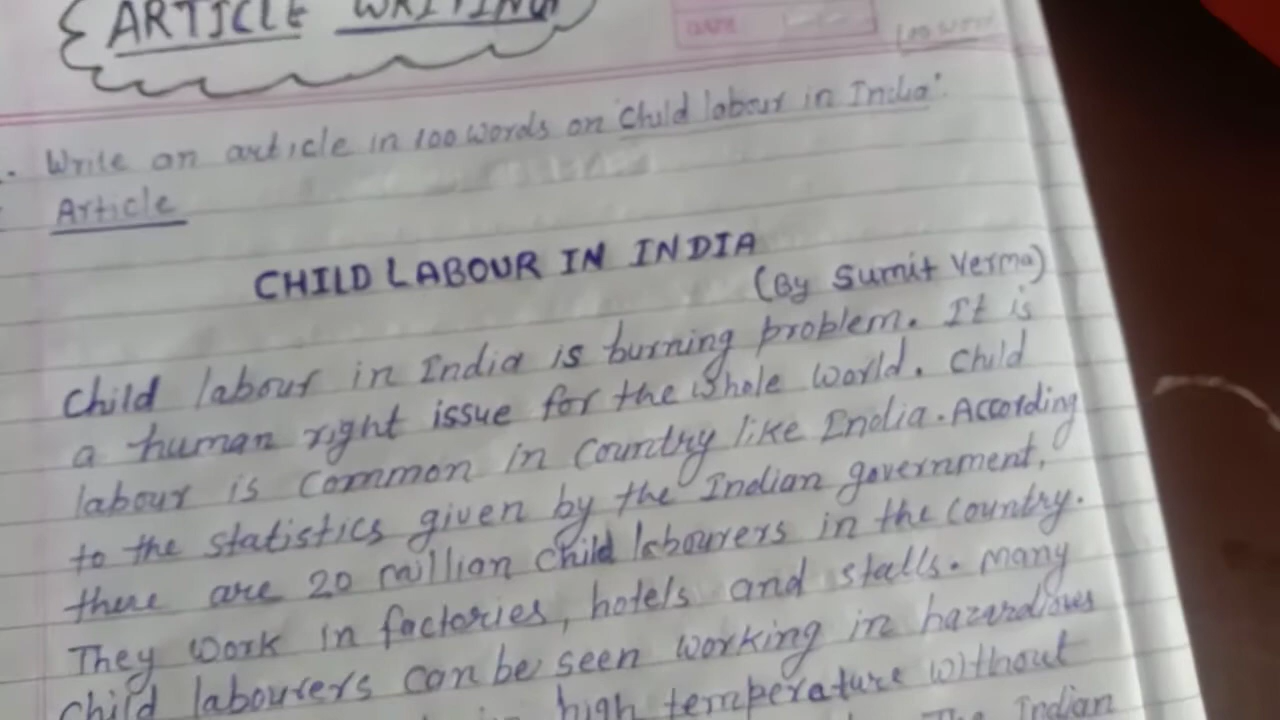 ARTICLE WRITING
Write an article in 100 words on 'Child labour in India'.
Article
CHILD LABOUR IN INDIA
(By Sumit Verma)
Child labour in India is burning problem. It is
a human right issue for the whole world. Child
labour is common in country like India. According
to the statistics given by the Indian government,
there are 20 million child labourers in the country.
They work in factories, hotels and stalls. Many
child labourers can be seen working in hazardous
high temperature without
The Indian